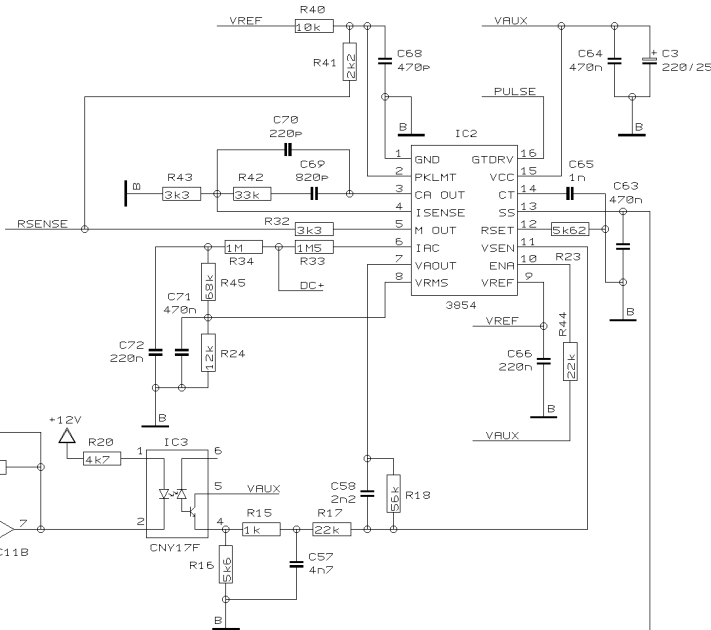 R40
VREF
10k
VAUX
R41
2k2
C68
470p
C64
470n
+
C3
220/25
PULSE
B
B
C70
220p
IC2
1
GND
GTDRV
16
C69
820p
2
PKLMT
VCC
15
C65
1n
B
R43
3k3
R42
33k
3
CA OUT
CT
14
C63
470n
4
ISENSE
SS
13
RSENSE
R32
3k3
5
M OUT
RSET
12
5k62
R23
1M
R34
1M5
R33
6
IAC
VSEN
11
7
VAOUT
ENA
10
8
VRMS
VREF
9
3854
68k
R45
DC+
C71
470n
B
VREF
R44
22k
C72
220n
12k
R24
C66
220n
B
B
VAUX
+12V
R20
4k7
IC3
1
6
5
VAUX
2
4
CNY17F
C58
2n2
56k
R18
R15
1k
R17
22k
7
C11B
R16
5k6
C57
4n7
B